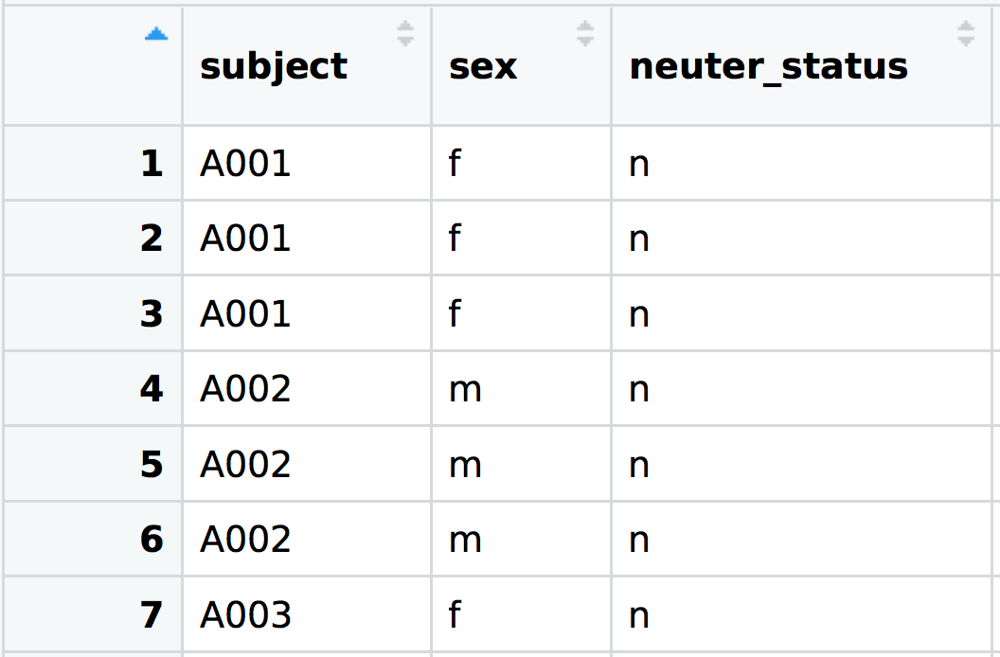 subject sex neuter_status
1 A001 f n
2 A001 f n
3 A001 f n
4 A002 m n
5 A002 m n
6 A002 m n
7 A003 f n